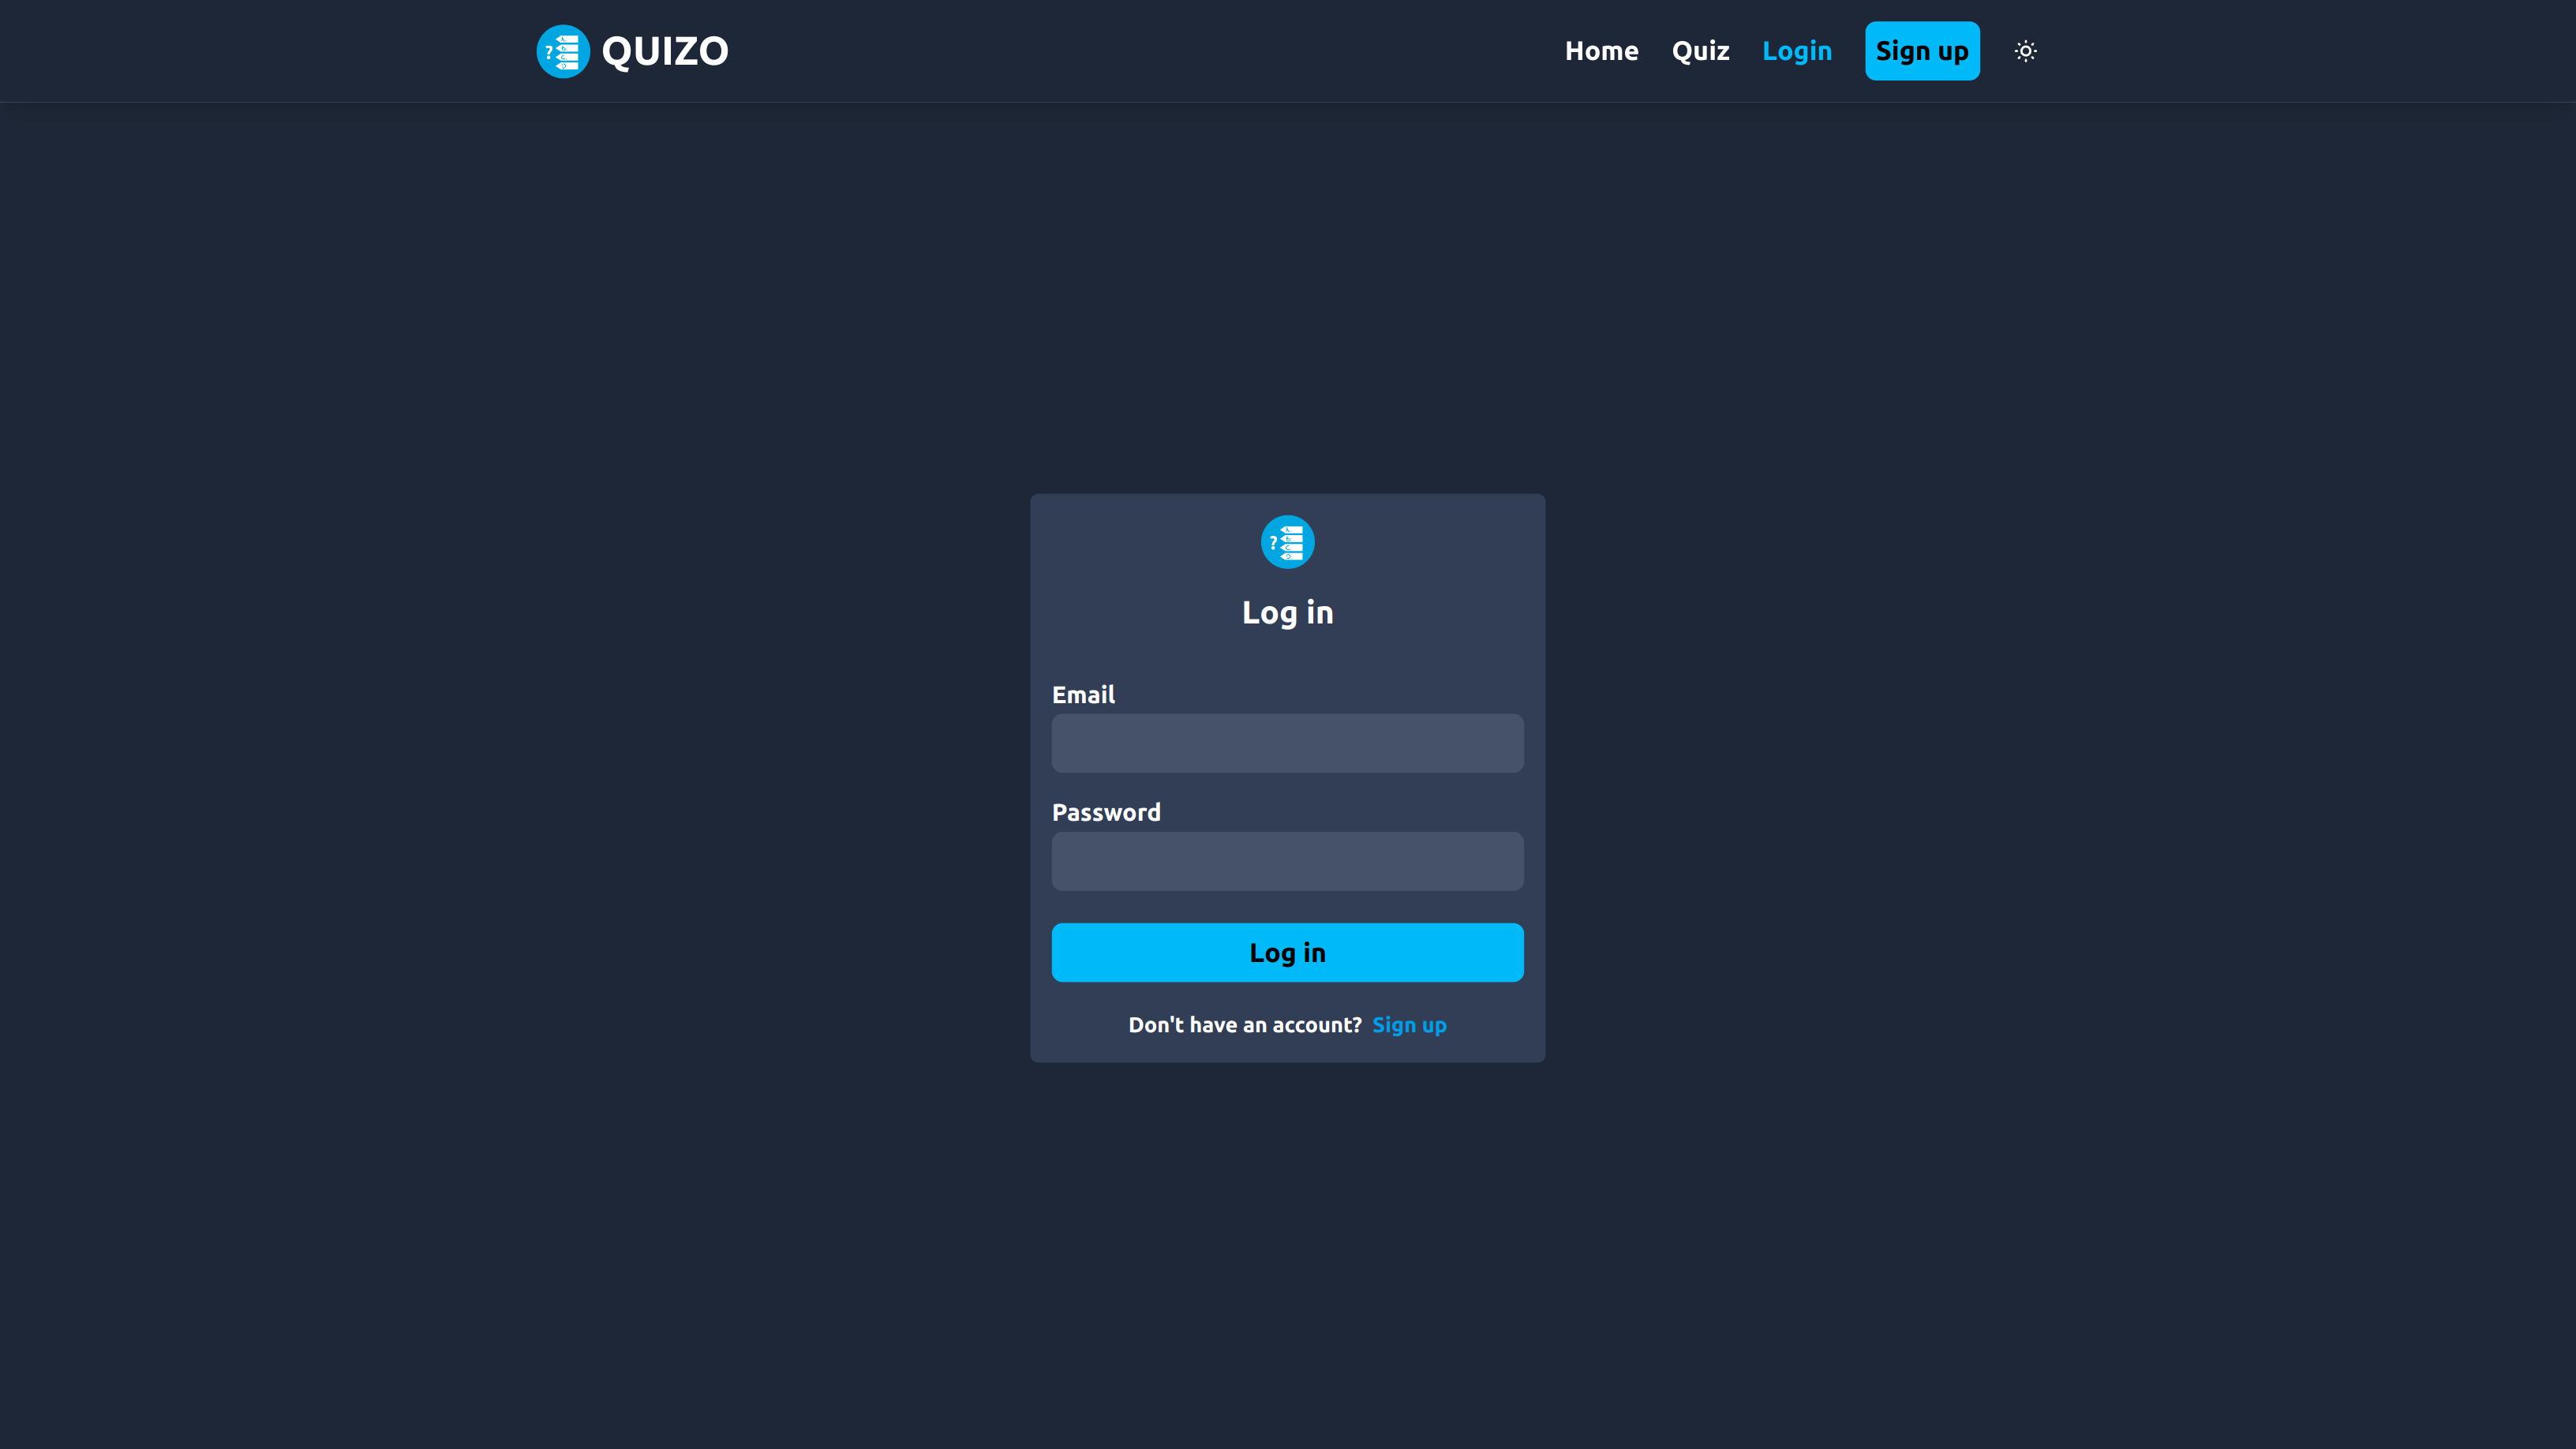 QUIZO
Home Quiz Login Sign up
Log in
Email
Password
Log in
Don't have an account? Sign up